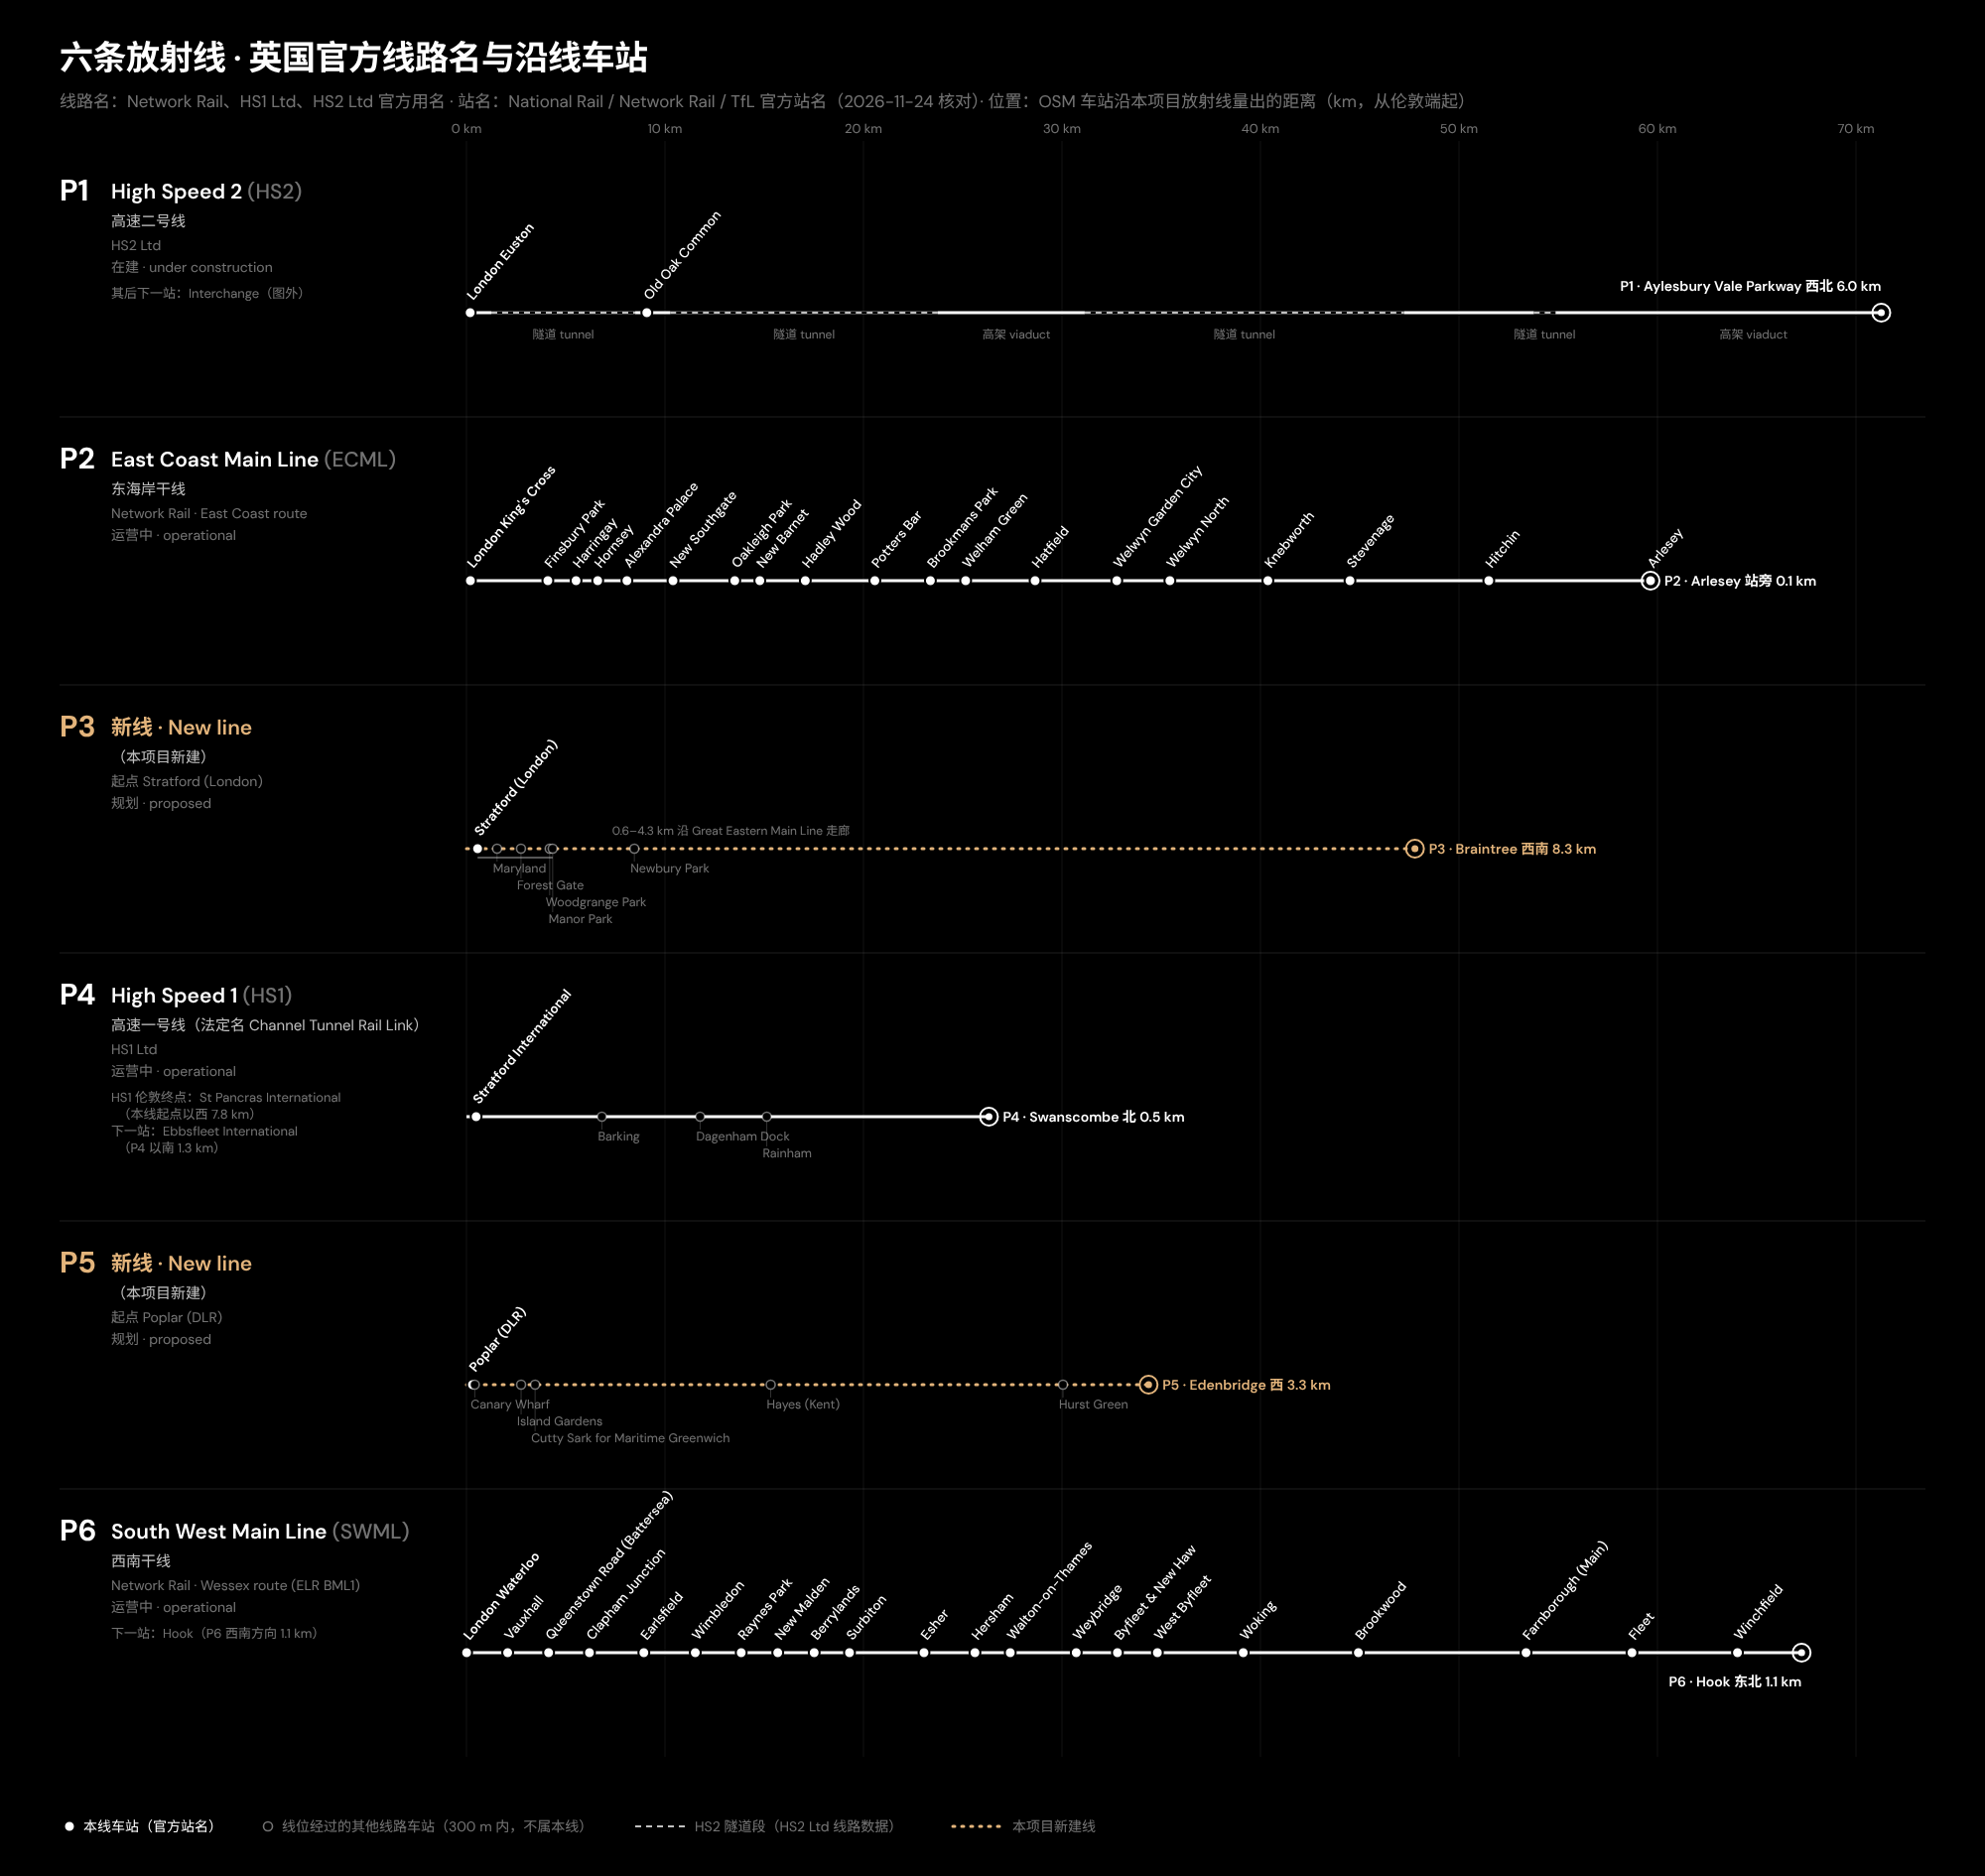 六条放射线 · 英国官方线路名与沿线车站
线路名：Network Rail、HS1 Ltd、HS2 Ltd 官方用名 · 站名：National Rail / Network Rail / TfL 官方站名（2026-11-24 核对）· 位置：OSM 车站沿本项目放射线量出的距离（km，从伦敦端起）
0 km 10 km 20 km 30 km 40 km 50 km 60 km 70 km
P1 High Speed 2 (HS2)
高速二号线
HS2 Ltd
在建 · under construction
其后下一站：Interchange（图外）
London Euston
Old Oak Common
P1 · Aylesbury Vale Parkway 西北 6.0 km
隧道 tunnel
隧道 tunnel
高架 viaduct
隧道 tunnel
隧道 tunnel
高架 viaduct
P2 East Coast Main Line (ECML)
东海岸干线
Network Rail · East Coast route
运营中 · operational
London King's Cross
Finsbury Park
Harringay
Hornsey
Alexandra Palace
New Southgate
Oakleigh Park
New Barnet
Hadley Wood
Potters Bar
Brookmans Park
Welham Green
Hatfield
Welwyn Garden City
Welwyn North
Knebworth
Stevenage
Hitchin
Arlesey
P2 · Arlesey 站旁 0.1 km
P3 新线 · New line
（本项目新建）
起点 Stratford (London)
规划 · proposed
Stratford (London)
0.6–4.3 km 沿 Great Eastern Main Line 走廊
Maryland
Forest Gate
Woodgrange Park
Manor Park
Newbury Park
P3 · Braintree 西南 8.3 km
P4 High Speed 1 (HS1)
高速一号线（法定名 Channel Tunnel Rail Link）
HS1 Ltd
运营中 · operational
HS1 伦敦终点：St Pancras International
（本线起点以西 7.8 km）
下一站：Ebbsfleet International
（P4 以南 1.3 km）
Stratford International
Barking
Dagenham Dock
Rainham
P4 · Swanscombe 北 0.5 km
P5 新线 · New line
（本项目新建）
起点 Poplar (DLR)
规划 · proposed
Poplar (DLR)
Canary Wharf
Island Gardens
Cutty Sark for Maritime Greenwich
Hayes (Kent)
Hurst Green
P5 · Edenbridge 西 3.3 km
P6 South West Main Line (SWML)
西南干线
Network Rail · Wessex route (ELR BML1)
运营中 · operational
下一站：Hook（P6 西南方向 1.1 km）
London Waterloo
Vauxhall
Queenstown Road (Battersea)
Clapham Junction
Earlsfield
Wimbledon
Raynes Park
New Malden
Berrylands
Surbiton
Esher
Hersham
Walton-on-Thames
Weybridge
Byfleet & New Haw
West Byfleet
Woking
Brookwood
Farnborough (Main)
Fleet
Winchfield
P6 · Hook 东北 1.1 km
本线车站（官方站名） 线位经过的其他线路车站（300 m 内，不属本线） HS2 隧道段（HS2 Ltd 线路数据） 本项目新建线